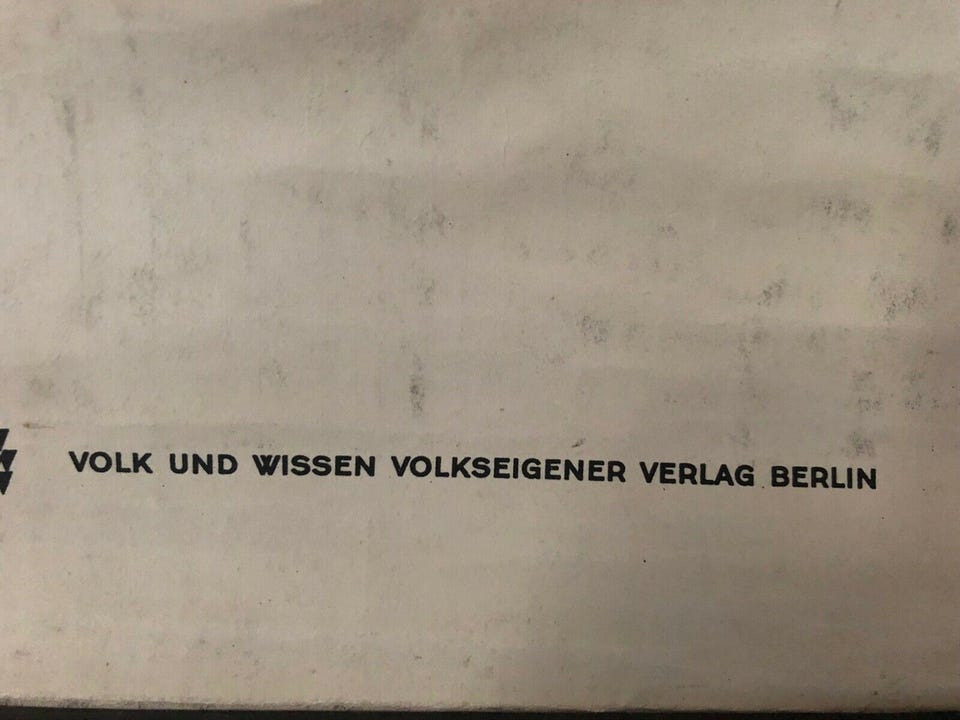 VOLK UND WISSEN VOLKSEIGENER VERLAG BERLIN